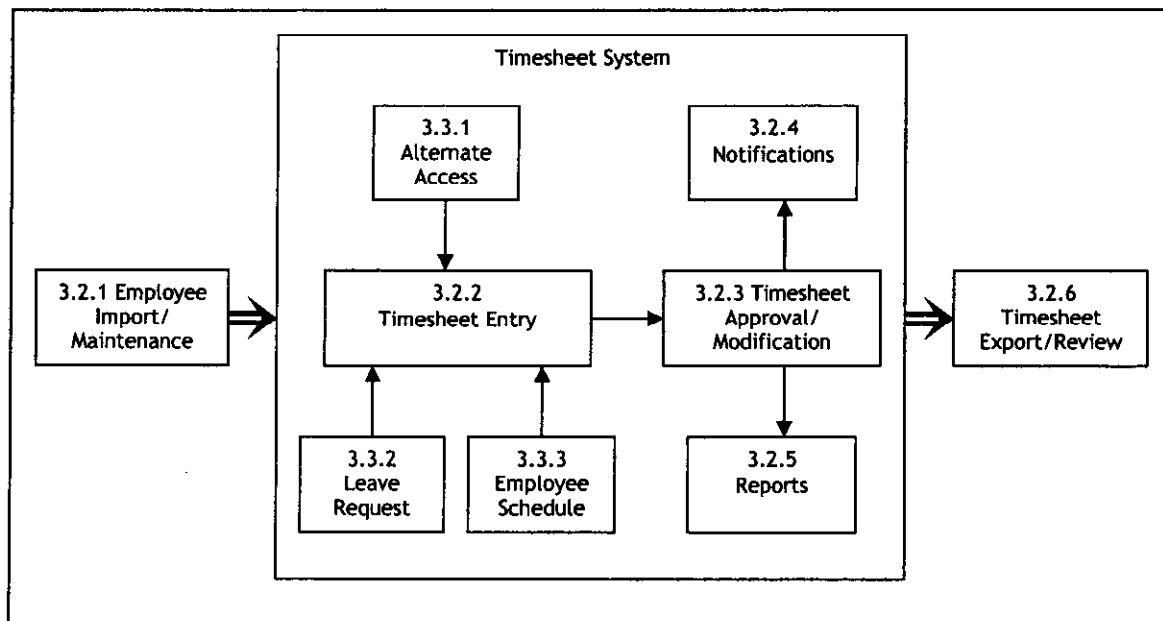 Timesheet System
3.3.1
Alternate
Access
3.2.4
Notifications
3.2.1 Employee
Import/
Maintenance
3.2.2
Timesheet Entry
3.2.3 Timesheet
Approval/
Modification
3.2.6
Timesheet
Export/Review
3.3.2
Leave
Request
3.3.3
Employee
Schedule
3.2.5
Reports